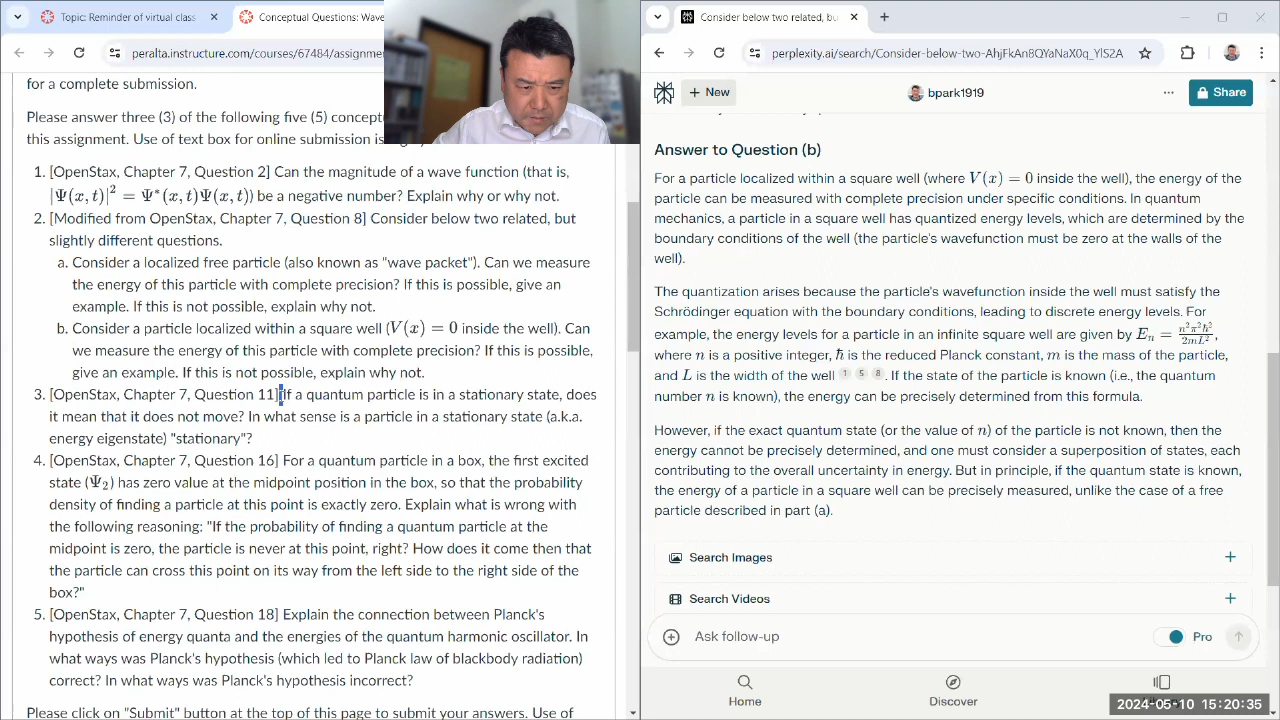 Topic: Reminder of virtual class
Conceptual Questions: Wave
peralta.instructure.com/courses/67484/assignme
for a complete submission.
Please answer three (3) of the following five (5) concept
this assignment. Use of text box for online submission is
1. [OpenStax, Chapter 7, Question 2] Can the magnitude of a wave function (that is,
|Ψ(x, t)|² = Ψ*(x, t)Ψ(x, t)) be a negative number? Explain why or why not.
2. [Modified from OpenStax, Chapter 7, Question 8] Consider below two related, but
slightly different questions.
a. Consider a localized free particle (also known as "wave packet"). Can we measure
the energy of this particle with complete precision? If this is possible, give an
example. If this is not possible, explain why not.
b. Consider a particle localized within a square well (V(x) = 0 inside the well). Can
we measure the energy of this particle with complete precision? If this is possible,
give an example. If this is not possible, explain why not.
3. [OpenStax, Chapter 7, Question 11] If a quantum particle is in a stationary state, does
it mean that it does not move? In what sense is a particle in a stationary state (a.k.a.
energy eigenstate) "stationary"?
4. [OpenStax, Chapter 7, Question 16] For a quantum particle in a box, the first excited
state (Ψ₂) has zero value at the midpoint position in the box, so that the probability
density of finding a particle at this point is exactly zero. Explain what is wrong with
the following reasoning: "If the probability of finding a quantum particle at the
midpoint is zero, the particle is never at this point, right? How does it come then that
the particle can cross this point on its way from the left side to the right side of the
box?"
5. [OpenStax, Chapter 7, Question 18] Explain the connection between Planck's
hypothesis of energy quanta and the energies of the quantum harmonic oscillator. In
what ways was Planck's hypothesis (which led to Planck law of blackbody radiation)
correct? In what ways was Planck's hypothesis incorrect?
Please click on "Submit" button at the top of this page to submit your answers. Use of
Consider below two related, bu
perplexity.ai/search/Consider-below-two-AhjFkAn8QYaNaX0Q_YlS2A
+ New
bpark1919
Share
Answer to Question (b)
For a particle localized within a square well (where V(x) = 0 inside the well), the energy of the
particle can be measured with complete precision under specific conditions. In quantum
mechanics, a particle in a square well has quantized energy levels, which are determined by the
boundary conditions of the well (the particle's wavefunction must be zero at the walls of the
well).
The quantization arises because the particle's wavefunction inside the well must satisfy the
Schrödinger equation with the boundary conditions, leading to discrete energy levels. For
example, the energy levels for a particle in an infinite square well are given by Eₙ = n²π²ħ²/2mL²,
where n is a positive integer, ħ is the reduced Planck constant, m is the mass of the particle,
and L is the width of the well 1 5 8. If the state of the particle is known (i.e., the quantum
number n is known), the energy can be precisely determined from this formula.
However, if the exact quantum state (or the value of n) of the particle is not known, then the
energy cannot be precisely determined, and one must consider a superposition of states, each
contributing to the overall uncertainty in energy. But in principle, if the quantum state is known,
the energy of a particle in a square well can be precisely measured, unlike the case of a free
particle described in part (a).
Search Images
Search Videos
Ask follow-up
Pro
Home
Discover
2024-05-10 15:20:35